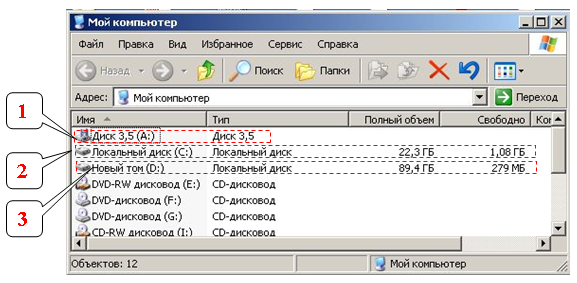 Мой компьютер
Файл Правка Вид Избранное Сервис Справка
Назад Поиск Папки
Адрес: Мой компьютер Переход
Имя Тип Полный объем Свободно Ко
1
Диск 3,5 (A:) Диск 3,5
2
Локальный диск (C:) Локальный диск 22,3 ГБ 1,08 ГБ
Новый том (D:) Локальный диск 89,4 ГБ 279 МБ
3
DVD-RW дисковод (E:) CD-дисковод
DVD-дисковод (F:) CD-дисковод
DVD-дисковод (G:) CD-дисковод
CD-RW дисковод (I:) CD-дисковод
Объектов: 12 Мой компьютер